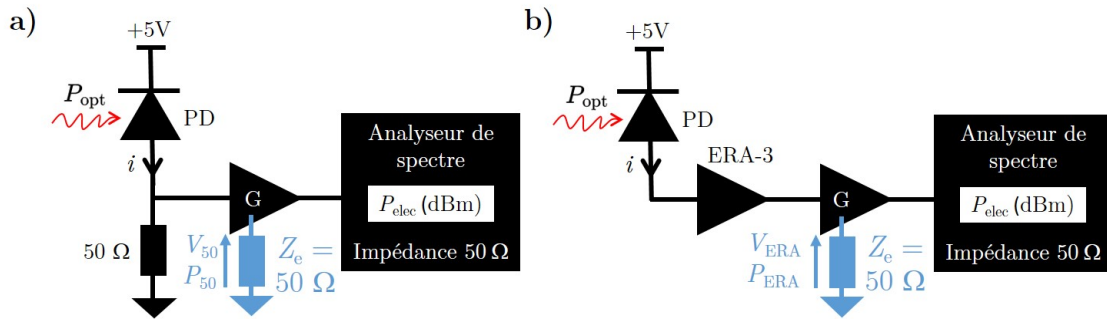 a)
+5V
P_opt
PD
i
50 Ω
G
V_50
P_50
Z_e =
50 Ω
Analyseur de
spectre
P_elec (dBm)
Impédance 50 Ω
b)
+5V
P_opt
PD
i
ERA-3
G
V_ERA
P_ERA
Z_e =
50 Ω
Analyseur de
spectre
P_elec (dBm)
Impédance 50 Ω